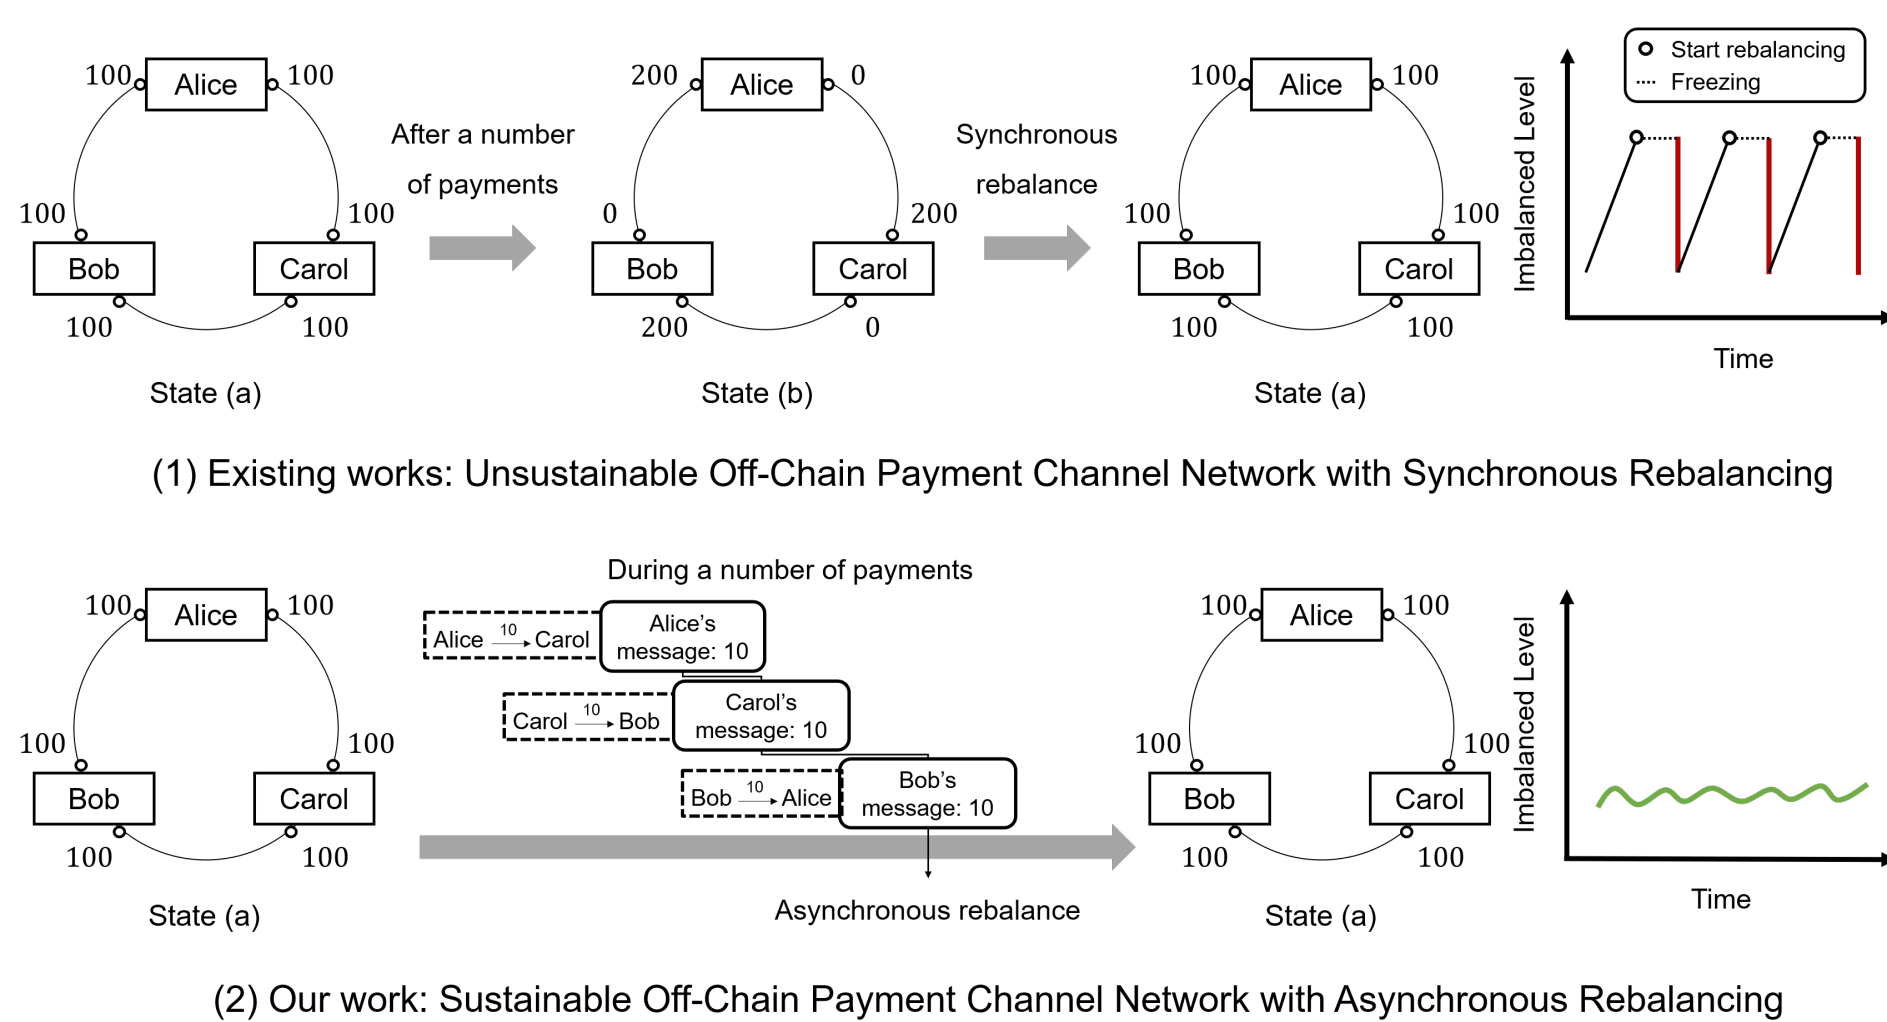 100
Alice
100
100
100
Bob
Carol
100
100
State (a)
After a number
of payments
200
Alice
0
0
200
Bob
Carol
200
0
State (b)
Synchronous
rebalance
100
Alice
100
100
100
Bob
Carol
100
100
State (a)
Start rebalancing
Freezing
Imbalanced Level
Time
(1) Existing works: Unsustainable Off-Chain Payment Channel Network with Synchronous Rebalancing
100
Alice
100
100
100
Bob
Carol
100
100
State (a)
During a number of payments
Alice 10 → Carol
Alice’s
message: 10
Carol 10 → Bob
Carol’s
message: 10
Bob 10 → Alice
Bob’s
message: 10
Asynchronous rebalance
100
Alice
100
100
100
Bob
Carol
100
100
State (a)
Imbalanced Level
Time
(2) Our work: Sustainable Off-Chain Payment Channel Network with Asynchronous Rebalancing